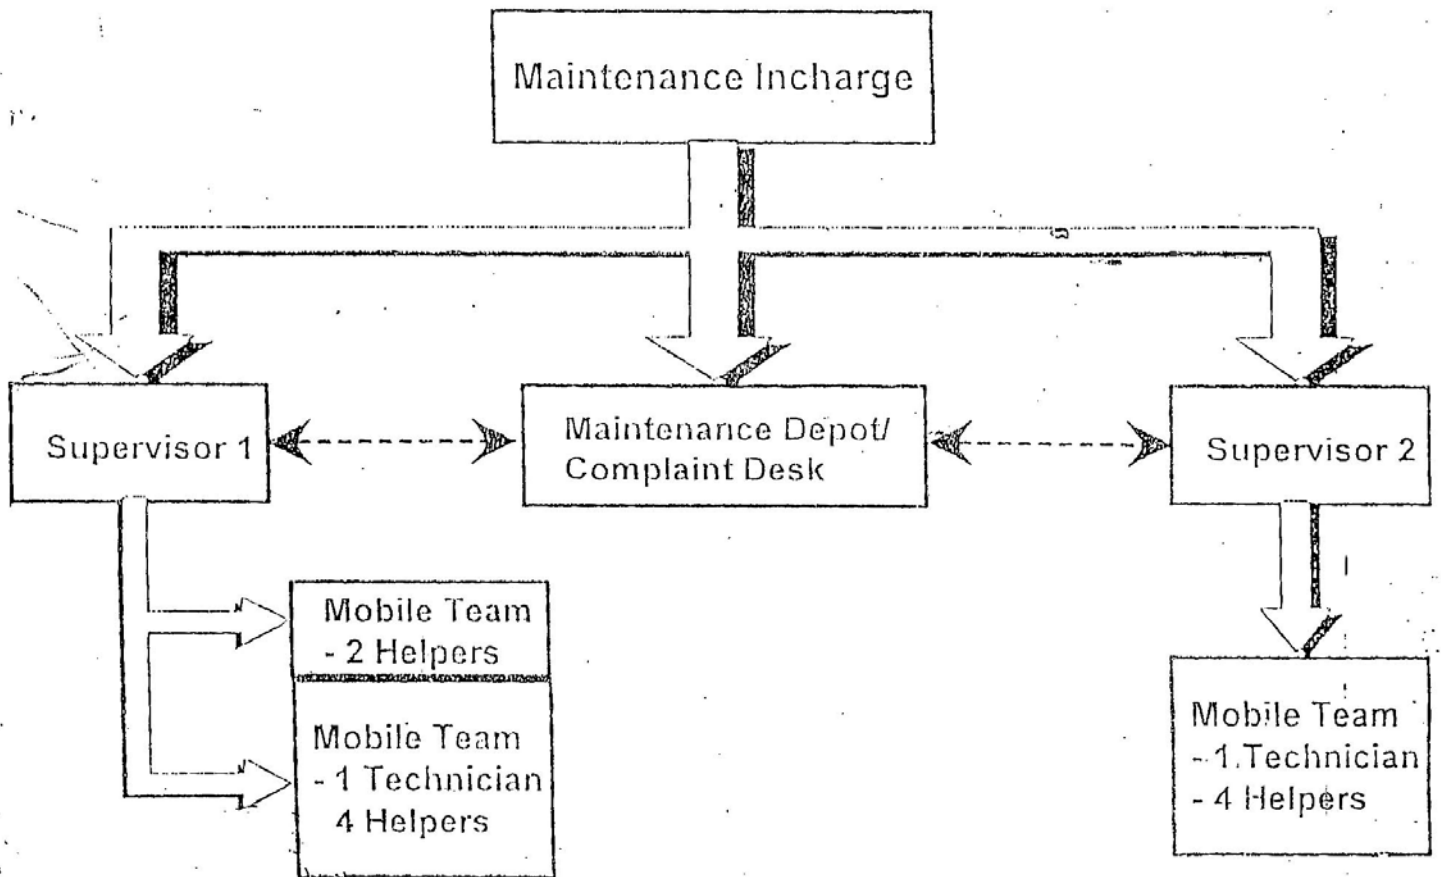 Maintenance Incharge
Supervisor 1
Maintenance Depot/
Complaint Desk
Supervisor 2
Mobile Team
- 2 Helpers
Mobile Team
- 1 Technician
4 Helpers
Mobile Team
- 1 Technician
- 4 Helpers